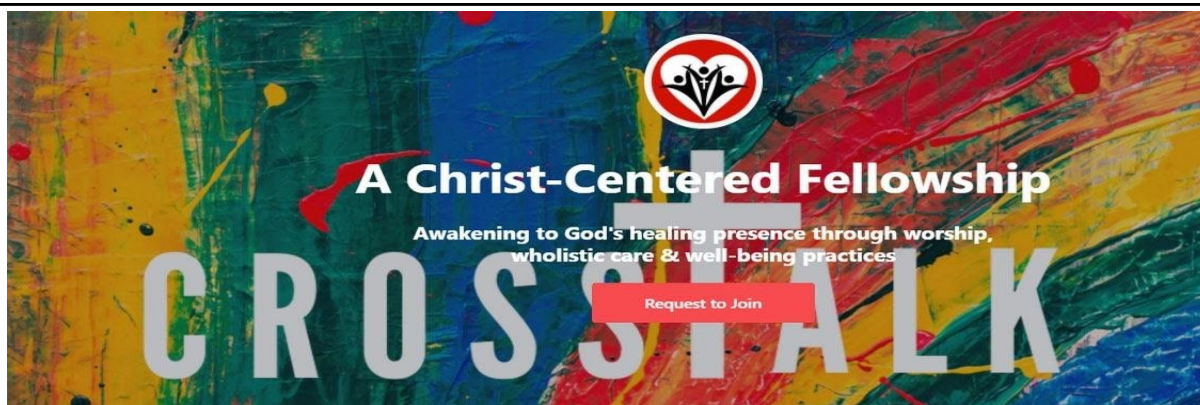 A Christ-Centered Fellowship
Awakening to God's healing presence through worship,
wholistic care & well-being practices
CROSSTALK
Request to Join